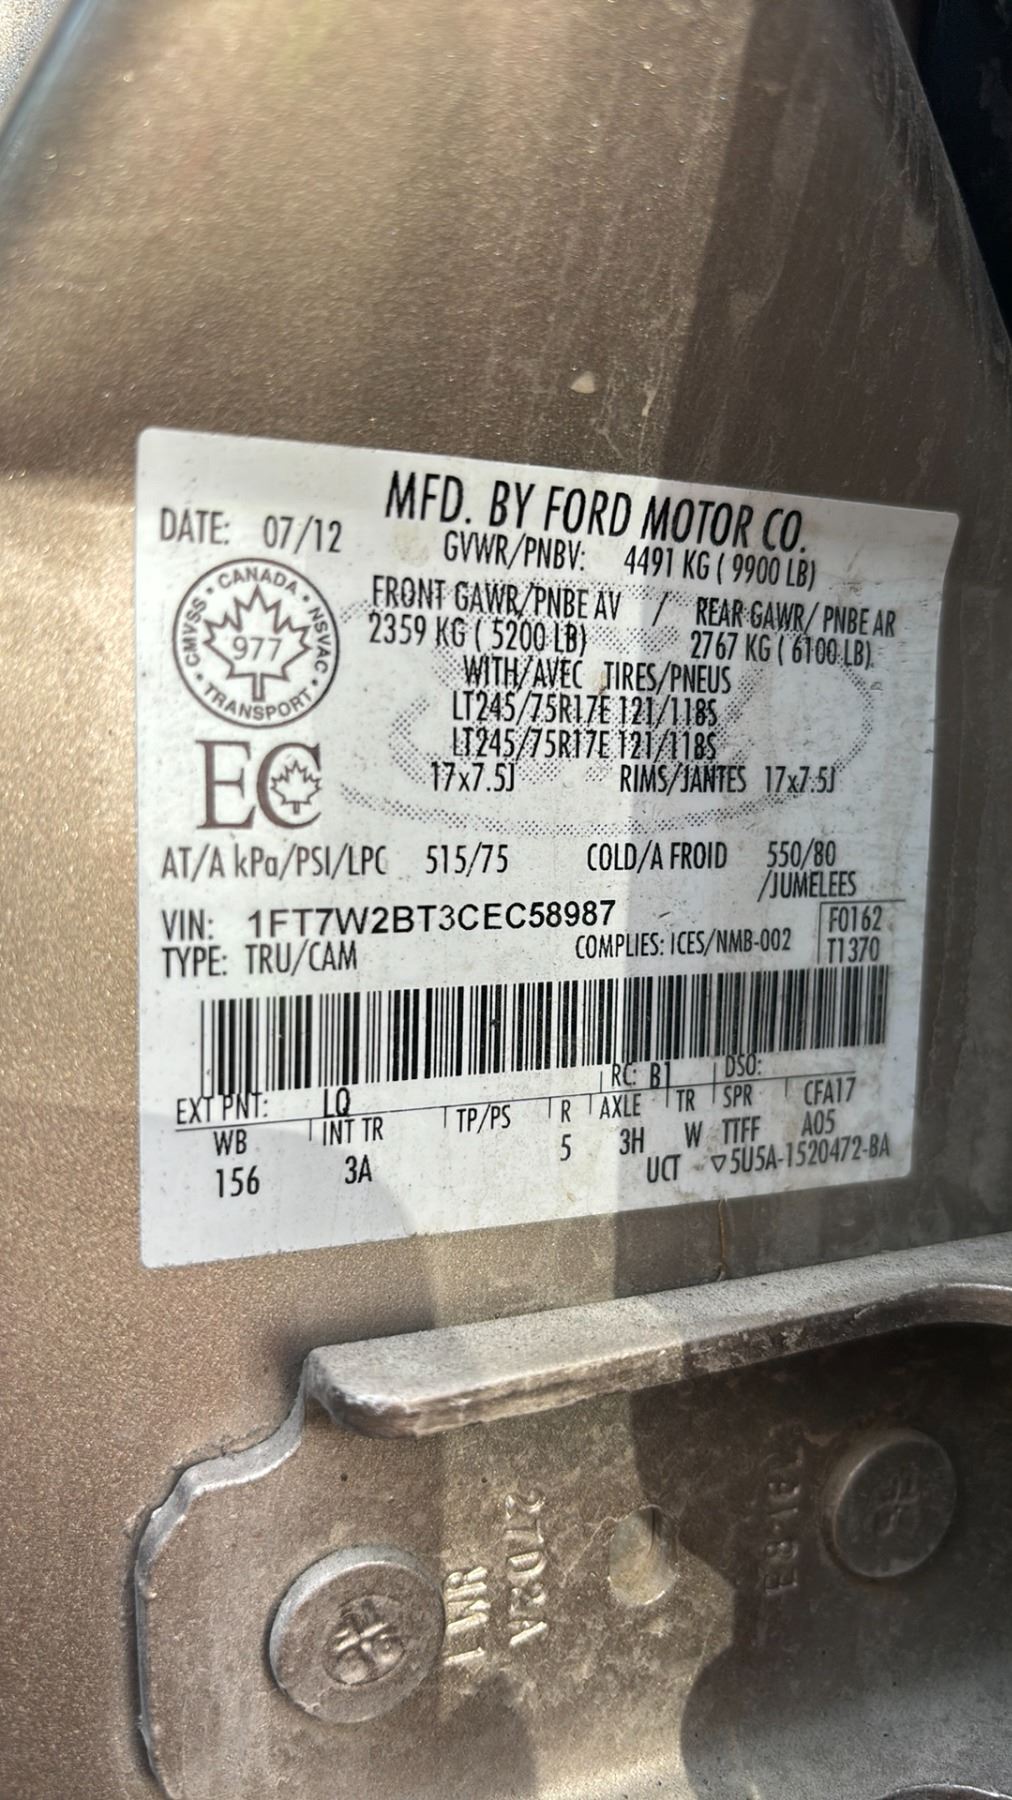 MFD. BY FORD MOTOR CO.
DATE: 07/12
GVWR/PNBV: 4491 KG ( 9900 LB)
FRONT GAWR/PNBE AV / REAR GAWR/ PNBE AR
2359 KG ( 5200 LB) 2767 KG ( 6100 LB)
WITH/AVEC TIRES/PNEUS
LT245/75R17E 121/118S
LT245/75R17E 121/118S
17x7.5J RIMS/JANTES 17x7.5J
CANADA
CMVSS
977
NSVAC
TRANSPORT
EC
AT/A kPa/PSI/LPC 515/75 COLD/A FROID 550/80
/JUMELEES
VIN: 1FT7W2BT3CEC58987
F0162
TYPE: TRU/CAM COMPLIES: ICES/NMB-002 T1370
EXT PNT: LQ RC: B1 DSO:
WB INT TR TP/PS R AXLE TR SPR CFA17
156 3A 5 3H W TTFF A05
UCT ▽5U5A-1520472-BA
27D2A